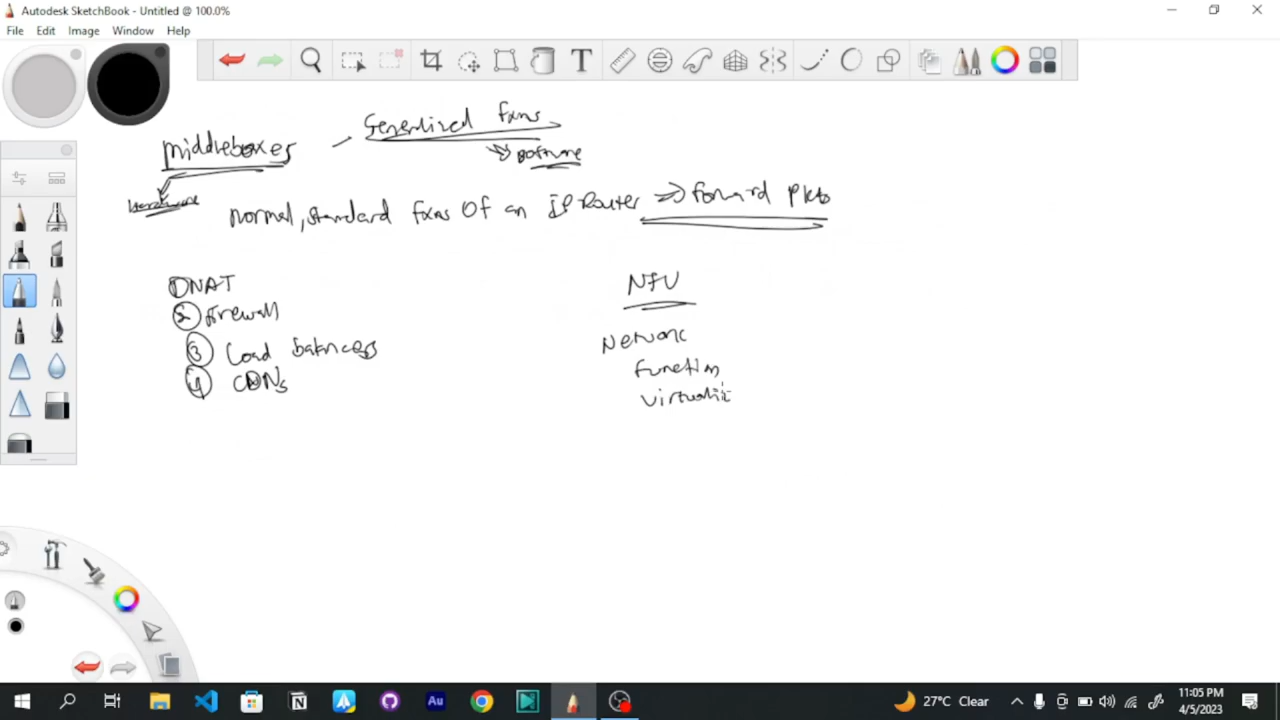 Autodesk SketchBook - Untitled @ 100.0%
File Edit Image Window Help
Generalized fxns
middleboxes
software
hardware
normal, standard fxns Of an IP Router => forward Pkts
① NAT
② firewall
③ Load balancers
④ CDNs
NFV
Network
function
virtualiz
27°C Clear
11:05 PM
4/5/2023